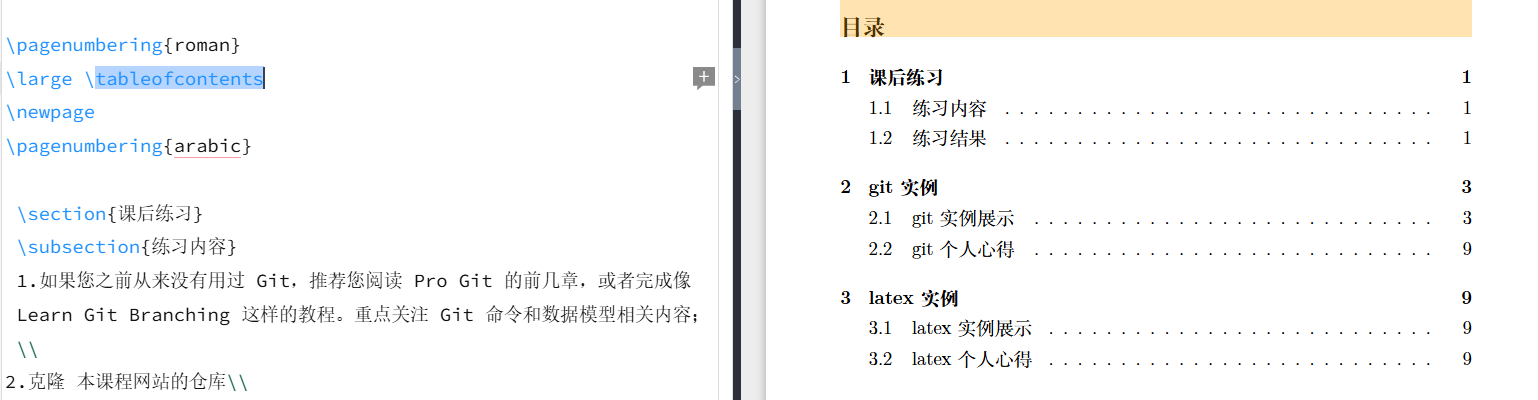 \pagenumbering{roman}
\large \tableofcontents
\newpage
\pagenumbering{arabic}
\section{课后练习}
\subsection{练习内容}
1.如果您之前从来没有用过 Git，推荐您阅读 Pro Git 的前几章，或者完成像
Learn Git Branching 这样的教程。重点关注 Git 命令和数据模型相关内容；
\\
2.克隆 本课程网站的仓库\\
目录
1 课后练习 1
1.1 练习内容 . . . . . . . . . . . . . . . . . . . . . . . . . . . . . . 1
1.2 练习结果 . . . . . . . . . . . . . . . . . . . . . . . . . . . . . . 1
2 git 实例 3
2.1 git 实例展示 . . . . . . . . . . . . . . . . . . . . . . . . . . . . 3
2.2 git 个人心得 . . . . . . . . . . . . . . . . . . . . . . . . . . . . 9
3 latex 实例 9
3.1 latex 实例展示 . . . . . . . . . . . . . . . . . . . . . . . . . . . 9
3.2 latex 个人心得 . . . . . . . . . . . . . . . . . . . . . . . . . . . 9